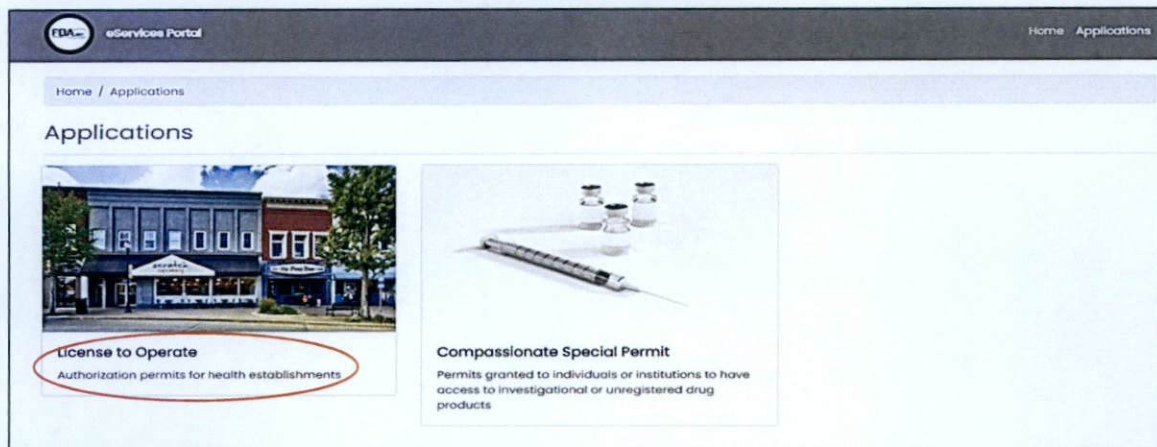 FDA
eServices Portal
Home Applications
Home / Applications
Applications
scratch
License to Operate
Authorization permits for health establishments
Compassionate Special Permit
Permits granted to individuals or institutions to have
access to investigational or unregistered drug
products